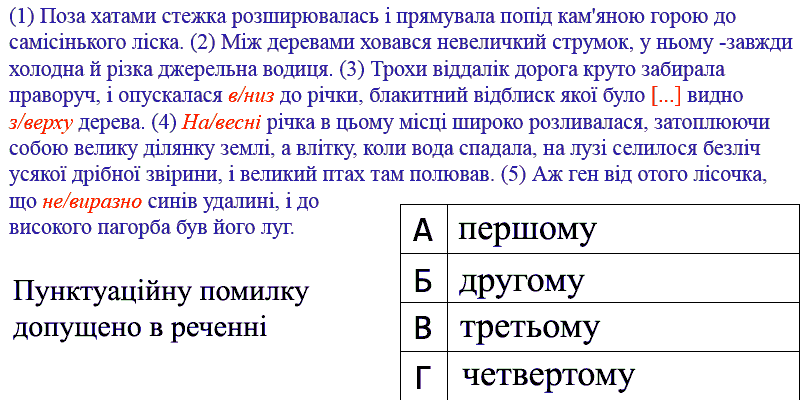 (1) Поза хатами стежка розширювалась і прямувала попід кам'яною горою до
самісінького ліска. (2) Між деревами ховався невеличкий струмок, у ньому -завжди
холодна й різка джерельна водиця. (3) Трохи віддалік дорога круто забирала
праворуч, і опускалася в/низ до річки, блакитний відблиск якої було [...] видно
з/верху дерева. (4) На/весні річка в цьому місці широко розливалася, затоплюючи
собою велику ділянку землі, а влітку, коли вода спадала, на лузі селилося безліч
усякої дрібної звірини, і великий птах там полював. (5) Аж ген від отого лісочка,
що не/виразно синів удалині, і до
високого пагорба був його луг.
Пунктуаційну помилку
допущено в реченні
А першому
Б другому
В третьому
Г четвертому